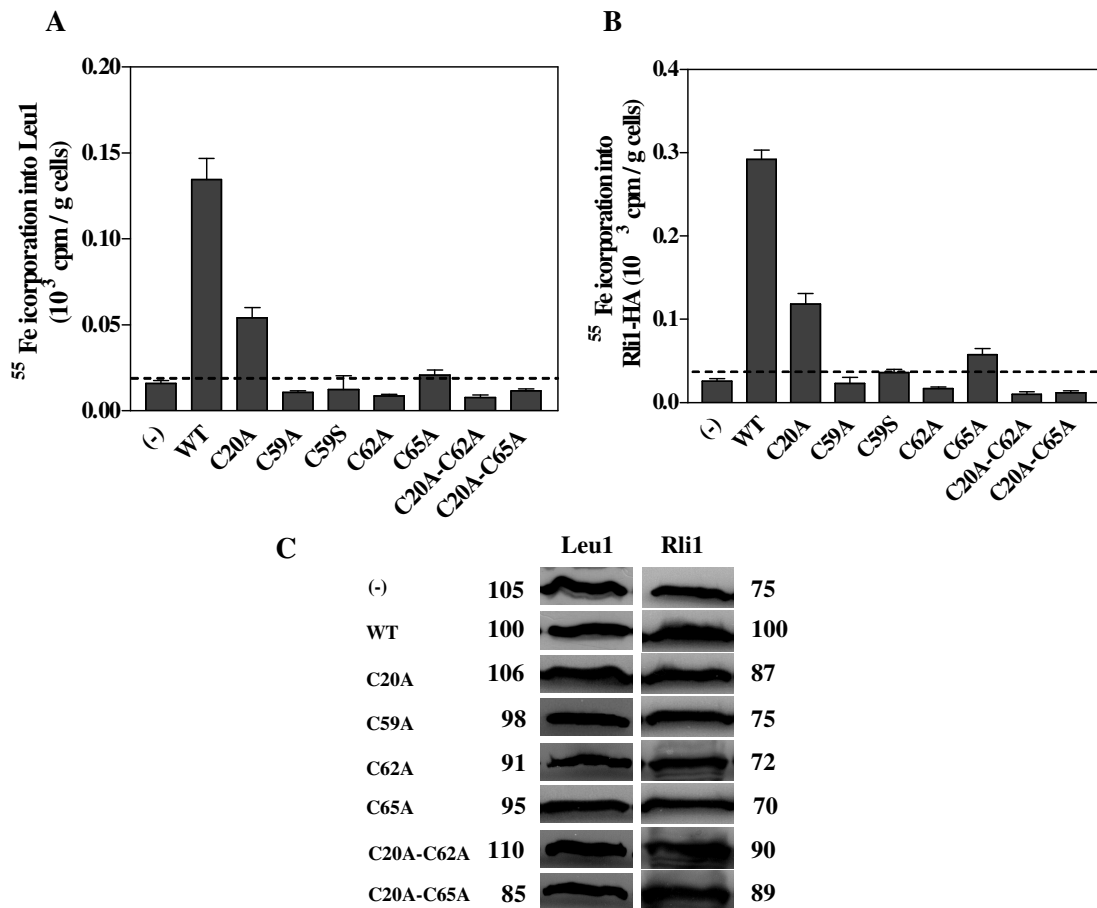 A
55 Fe icorporation into Leu1
(10 3 cpm / g cells)
0.20
0.15
0.10
0.05
0.00
(-)
WT
C20A
C59A
C59S
C62A
C65A
C20A-C62A
C20A-C65A
B
55 Fe icorporation into
Rli1-HA (10 3 cpm / g cells)
0.4
0.3
0.2
0.1
0.0
(-)
WT
C20A
C59A
C59S
C62A
C65A
C20A-C62A
C20A-C65A
C
Leu1 Rli1
(-) 105 75
WT 100 100
C20A 106 87
C59A 98 75
C62A 91 72
C65A 95 70
C20A-C62A 110 90
C20A-C65A 85 89